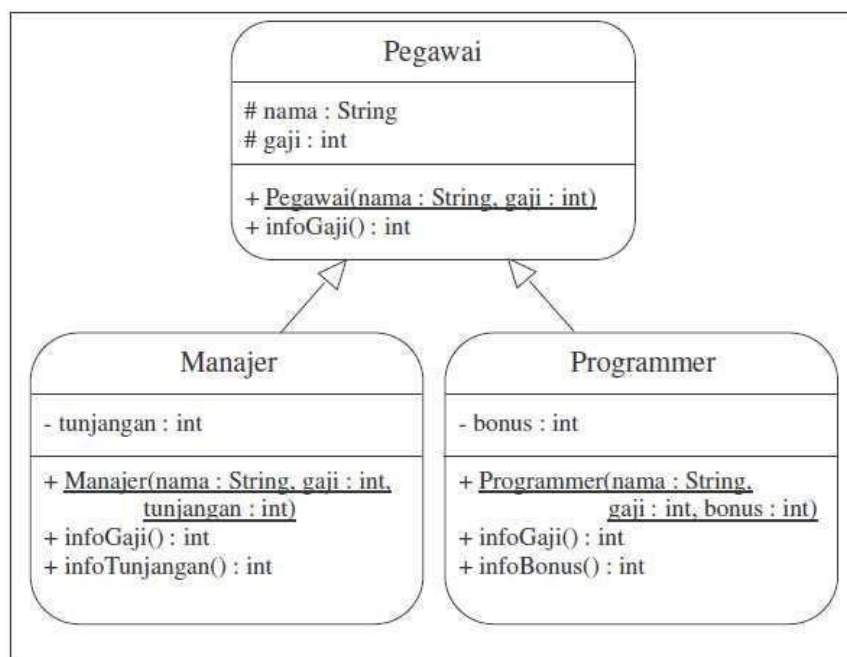 Pegawai
# nama : String
# gaji : int
+ Pegawai(nama : String, gaji : int)
+ infoGaji() : int
Manajer
- tunjangan : int
+ Manajer(nama : String, gaji : int,
tunjangan : int)
+ infoGaji() : int
+ infoTunjangan() : int
Programmer
- bonus : int
+ Programmer(nama : String,
gaji : int, bonus : int)
+ infoGaji() : int
+ infoBonus() : int